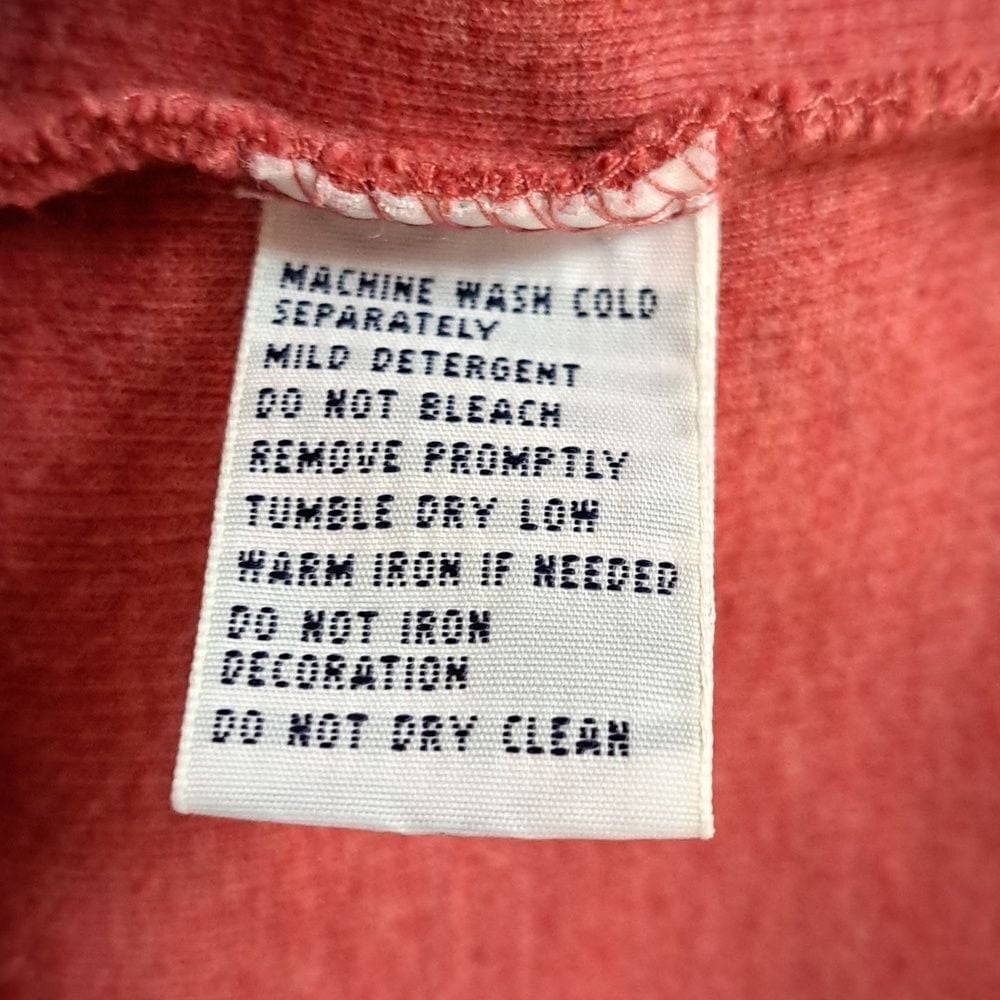 MACHINE WASH COLD
SEPARATELY
MILD DETERGENT
DO NOT BLEACH
REMOVE PROMPTLY
TUMBLE DRY LOW
WARM IRON IF NEEDED
DO NOT IRON
DECORATION
DO NOT DRY CLEAN